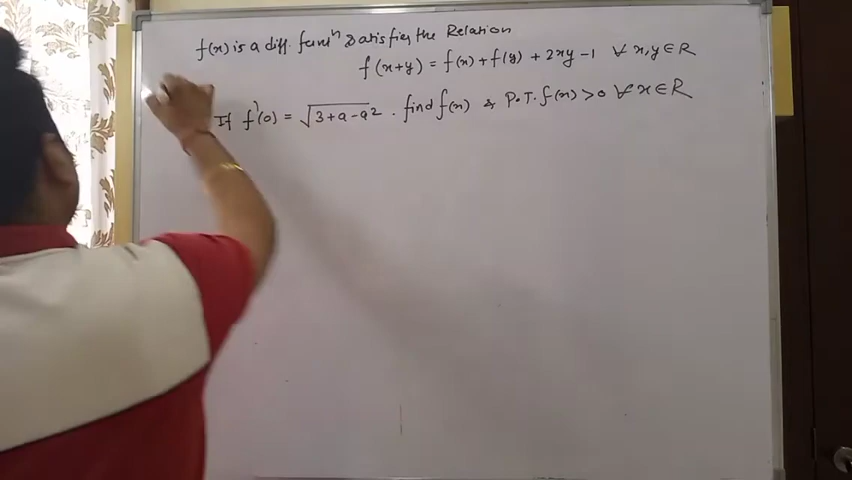 f(x) is a diff. funⁿ satisfies the Relation
f(x+y) = f(x) + f(y) + 2xy - 1 ∀ x,y ∈ R
If f'(0) = √(3+a-a²) . find f(x) & P.T. f(x) > 0 ∀ x ∈ R